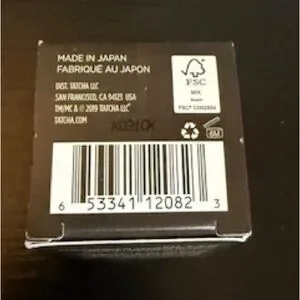 MADE IN JAPAN
FABRIQUÉ AU JAPON
DIST. TATCHA LLC
SAN FRANCISCO, CA 94123 USA
TM/MC & © 2019 TATCHA LLC
TATCHA.COM
FSC
MIX
6M
6 53341 12082 3